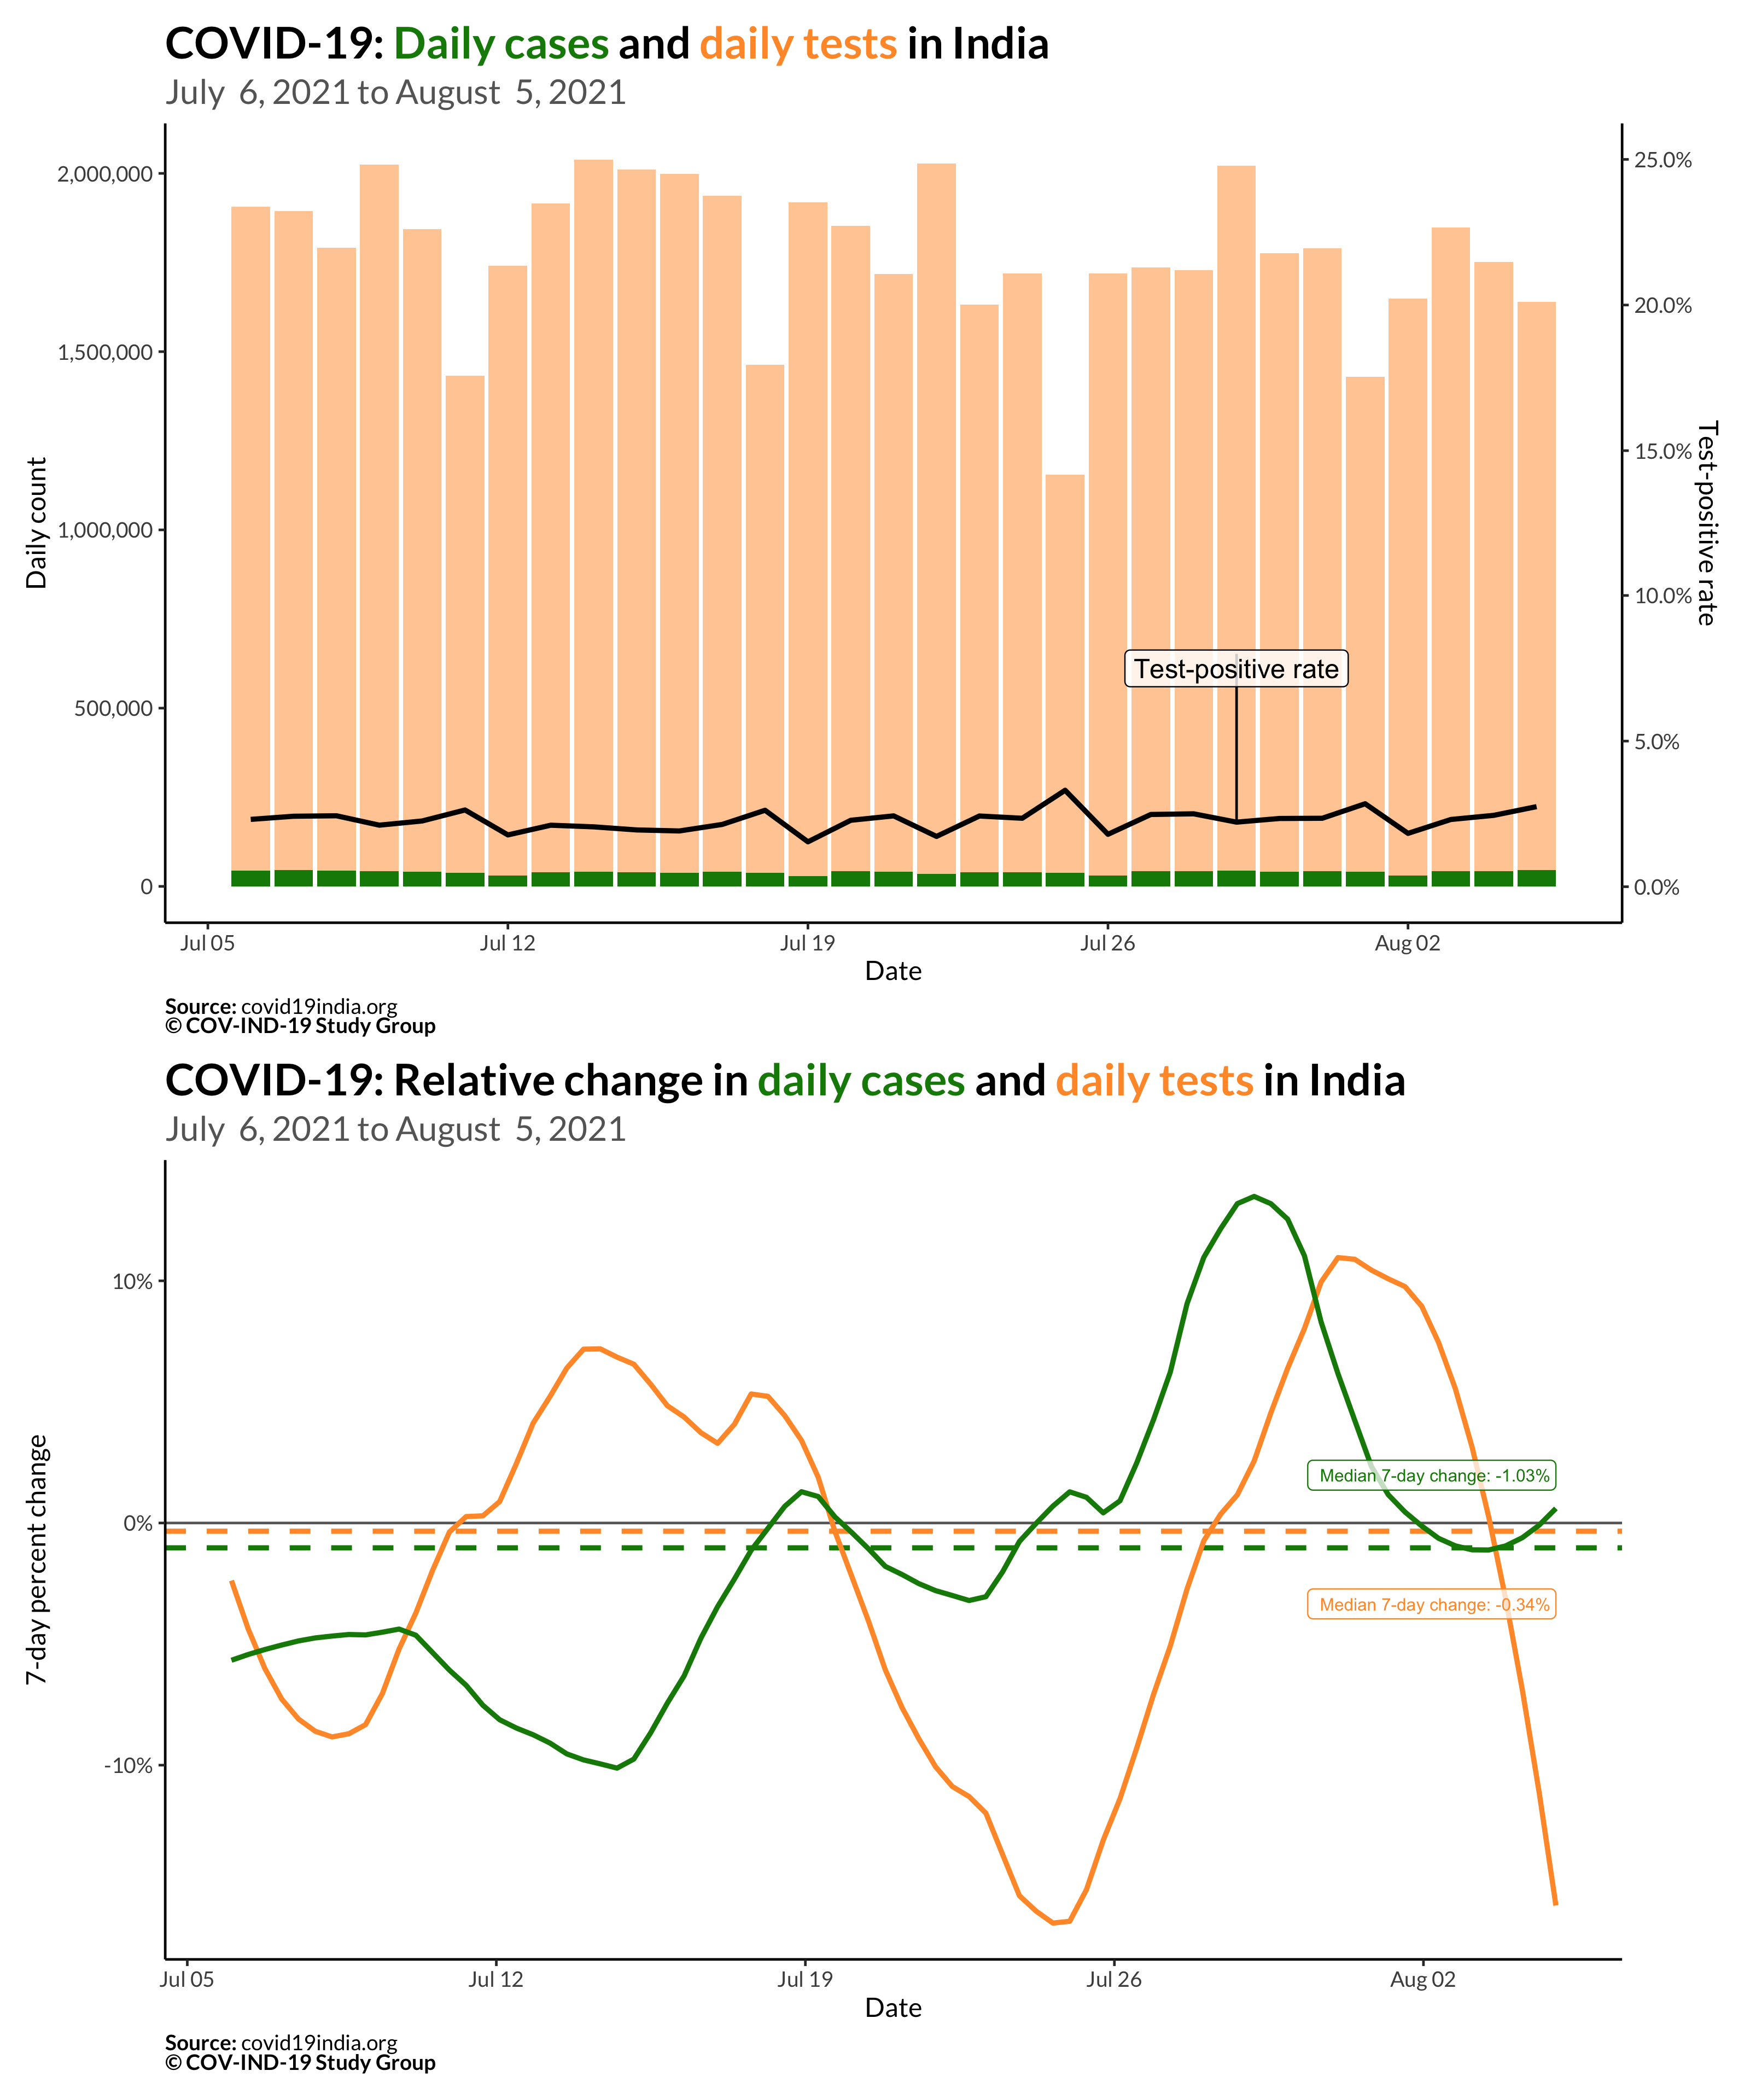 COVID-19: Daily cases and daily tests in India
July 6, 2021 to August 5, 2021
2,000,000
1,500,000
1,000,000
500,000
0
Daily count
25.0%
20.0%
15.0%
10.0%
5.0%
0.0%
Test-positive rate
Test-positive rate
Jul 05 Jul 12 Jul 19 Jul 26 Aug 02
Date
Source: covid19india.org
© COV-IND-19 Study Group
COVID-19: Relative change in daily cases and daily tests in India
July 6, 2021 to August 5, 2021
10%
0%
-10%
7-day percent change
Median 7-day change: -1.03%
Median 7-day change: -0.34%
Jul 05 Jul 12 Jul 19 Jul 26 Aug 02
Date
Source: covid19india.org
© COV-IND-19 Study Group